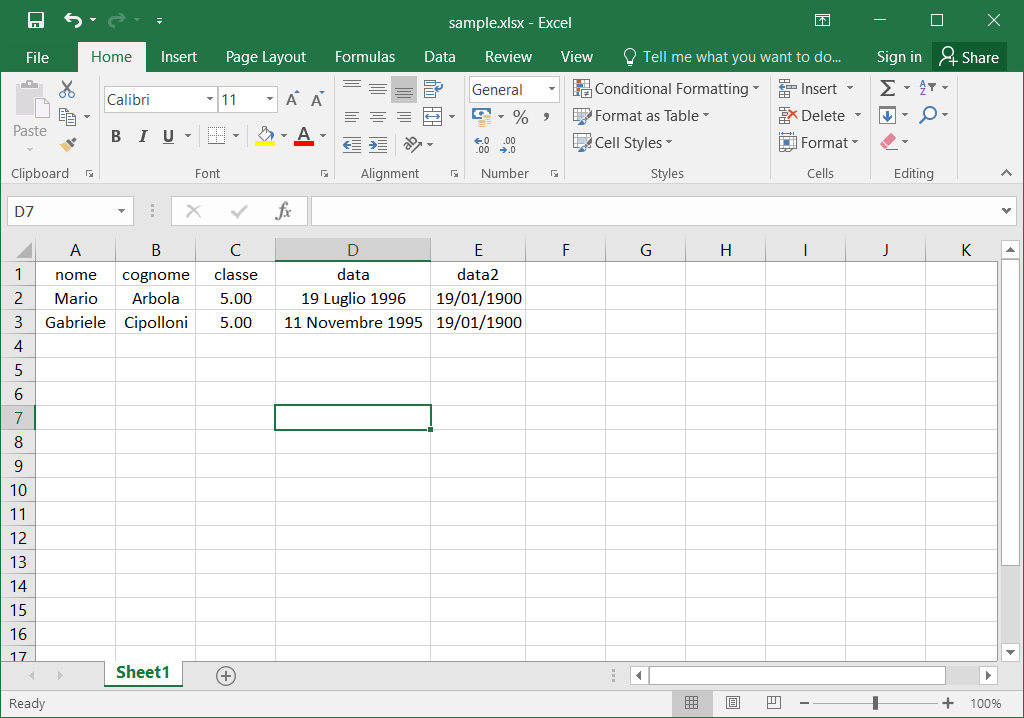 sample.xlsx - Excel
File Home Insert Page Layout Formulas Data Review View Tell me what you want to do... Sign in Share
Paste
Calibri 11
B I U A
General
% ,
Conditional Formatting
Format as Table
Cell Styles
Insert
Delete
Format
Clipboard Font Alignment Number Styles Cells Editing
D7 fx
A B C D E F G H I J K
1 nome cognome classe data data2
2 Mario Arbola 5.00 19 Luglio 1996 19/01/1900
3 Gabriele Cipolloni 5.00 11 Novembre 1995 19/01/1900
4
5
6
7
8
9
10
11
12
13
14
15
16
17
Sheet1
Ready 100%